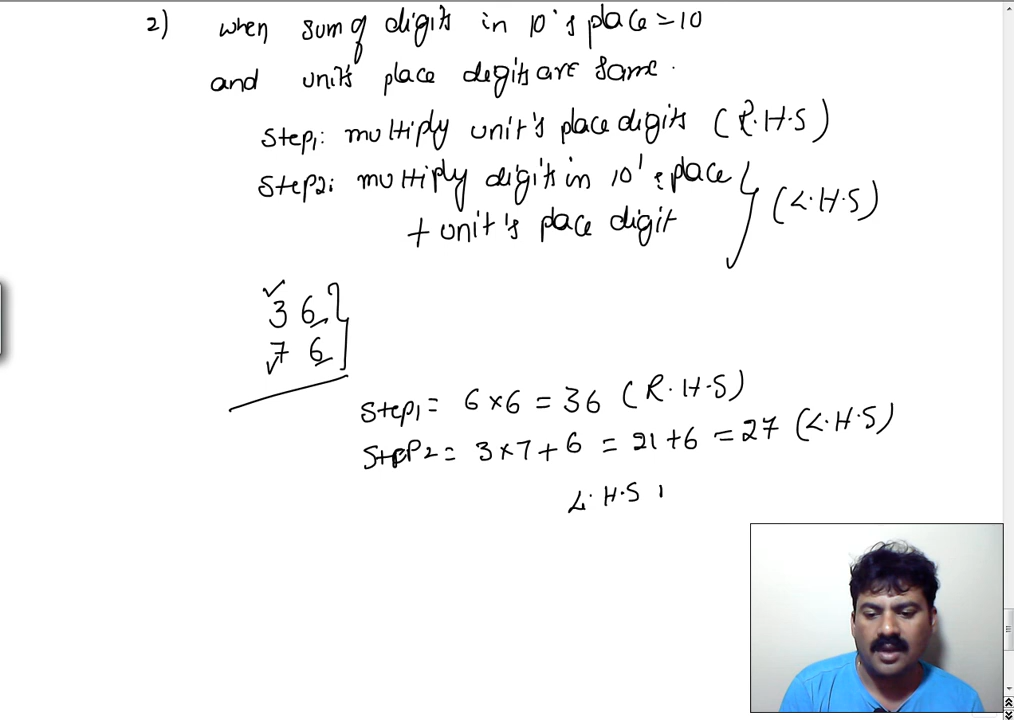 2) when sum of digits in 10's place = 10
and unit's place degits are same.
Step1: multiply unit's place digits (R.H.S)
Step2: multiply digits in 10's place } (L.H.S)
+ unit's place digit
3 6 }
7 6
Step1 = 6 × 6 = 36 (R.H.S)
Step2 = 3 × 7 + 6 = 21 + 6 = 27 (L.H.S)
L.H.S